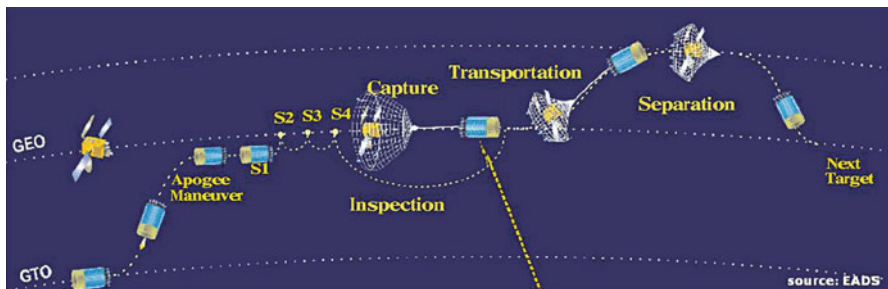 Capture
Transportation
Separation
S2 S3 S4
GEO
S1
Apogee
Maneuver
Inspection
Next
Target
GTO
source: EADS